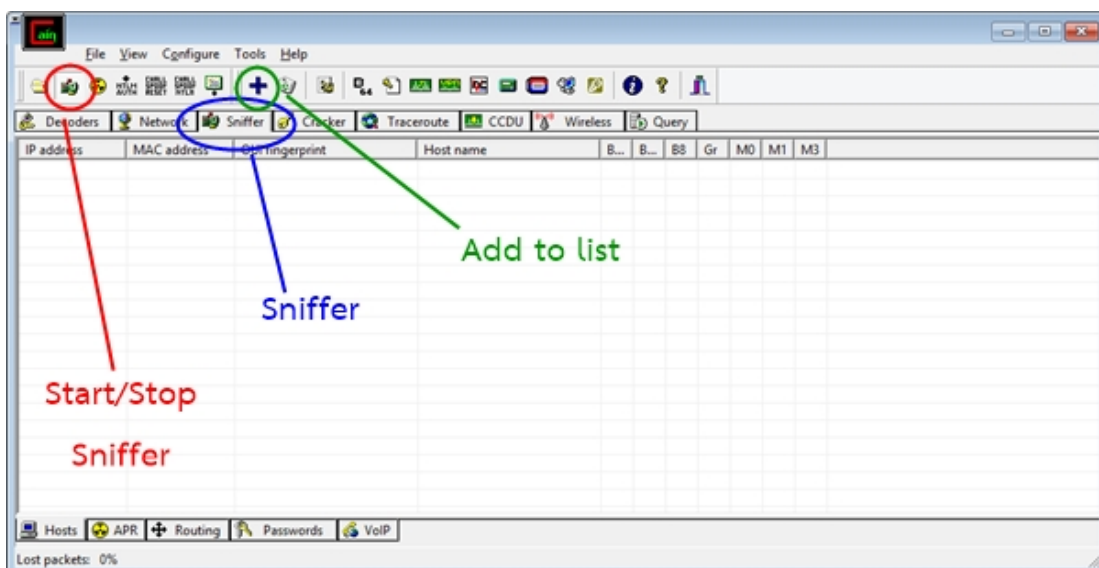 Cain
File View Configure Tools Help
Decoders Network Sniffer Cracker Traceroute CCDU Wireless Query
IP address MAC address OUI fingerprint Host name B... B... B8 Gr M0 M1 M3
Add to list
Sniffer
Start/Stop
Sniffer
Hosts APR Routing Passwords VoIP
Lost packets: 0%